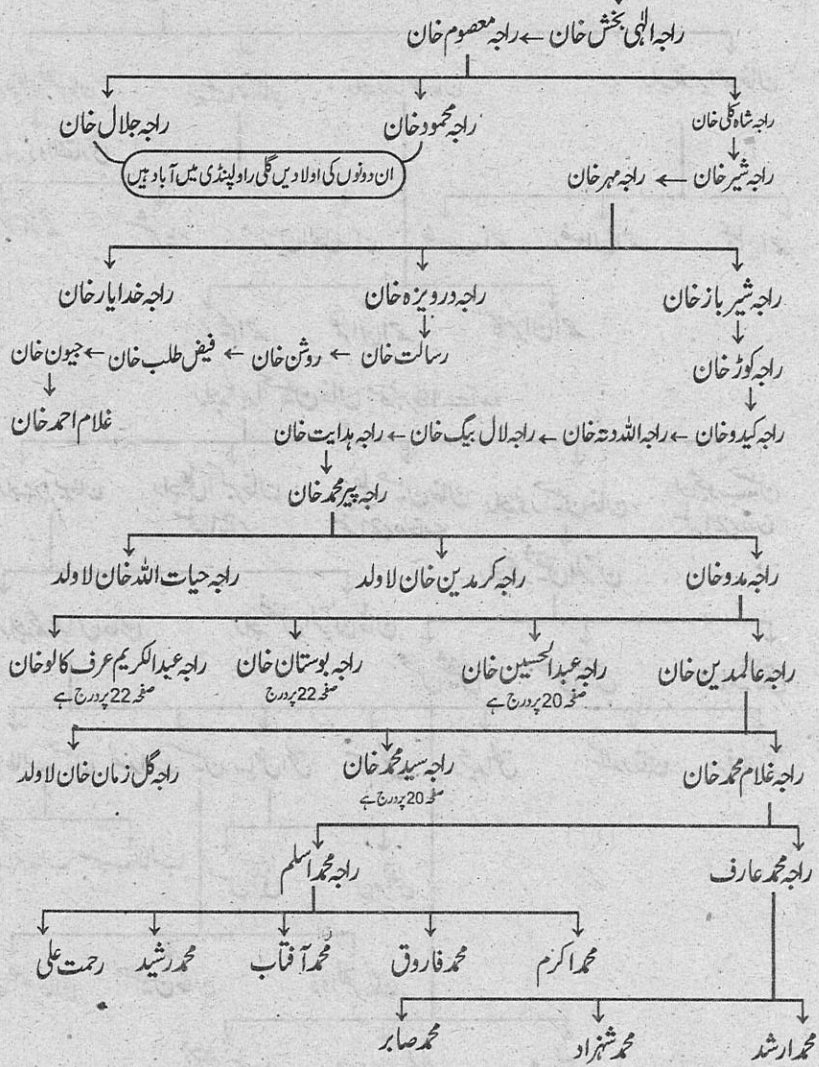 راجہ الٰہی بخش خان ← راجہ معصوم خان
راجہ شاہ کلی خان راجہ محمود خان راجہ جلال خان
ان دونوں کی اولادیں گلی راولپنڈی میں آباد ہیں
راجہ شیر خان ← راجہ مہر خان
راجہ شیر باز خان راجہ درویزہ خان راجہ خدایار خان
رسالت خان ← روشن خان ← فیض طلب خان ← جیون خان
راجہ کوڑ خان
غلام احمد خان
راجہ کیدو خان ← راجہ اللہ دتہ خان ← راجہ لال بیگ خان ← راجہ ہدایت خان
راجہ پیر محمد خان
راجہ مدو خان راجہ کرمدین خان لاولد راجہ حیات اللہ خان لاولد
راجہ عالمدین خان راجہ عبدالحسین خان راجہ بوستان خان راجہ عبدالکریم عرف کالو خان
صفحہ 20 پر درج ہے صفحہ 22 پر درج صفحہ 22 پر درج ہے
راجہ غلام محمد خان راجہ سید محمد خان راجہ گل زمان خان لاولد
صفحہ 20 پر درج ہے
راجہ محمد عارف راجہ محمد اسلم
محمد اکرم محمد فاروق محمد آفتاب محمد رشید رحمت علی
محمد ارشد محمد شہزاد محمد صابر